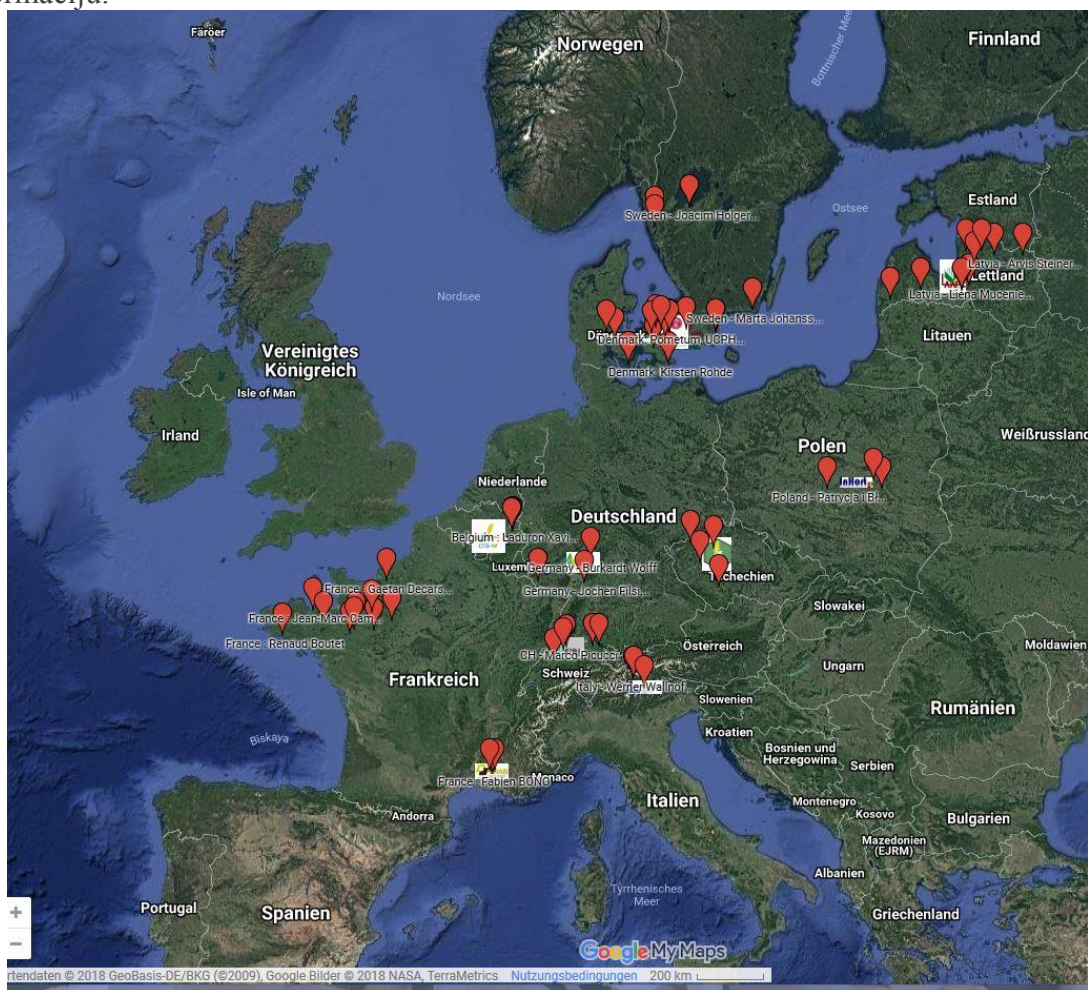 Färöer
Norwegen
Finnland
Bottnischer Mee
Sweden - Joacim Holger...
Ostsee
Estland
Latvia - Arvis Steiner...
Lettland
Latvia - Liena Mucenie...
Nordsee
Sweden - Marta Johanss...
Denmark: Pometum, UCPH...
Litauen
Vereinigtes
Königreich
Denmark: Kirsten Rohde
Isle of Man
Irland
Polen
Weißrussland
InHort
Niederlande
Poland - Patrycja i
Deutschland
Belgium : Laduron Xavi...
Luxem
Germany - Burkardt Wolff
Tschechien
France : Gaetan Decars...
Germany - Jochen Filsi...
France : Jean-Marc Cam...
Slowakei
France : Renaud Boutet
CH - Marco Picucci
Österreich
Moldawien
Frankreich
Schweiz
Ungarn
Italy - Werner Wallnöf...
Slowenien
Rumänien
Kroatien
Biskaya
Bosnien und
Herzegowina
Serbien
France : Fabien BONO
Monaco
Italien
Montenegro
Kosovo
Bulgarien
Andorra
Mazedonien
(EJRM)
Albanien
Tyrrhenisches
Meer
Portugal
Spanien
Griechenland
+
−
Google My Maps
rtendaten © 2018 GeoBasis-DE/BKG (©2009), Google Bilder © 2018 NASA, TerraMetrics Nutzungsbedingungen 200 km